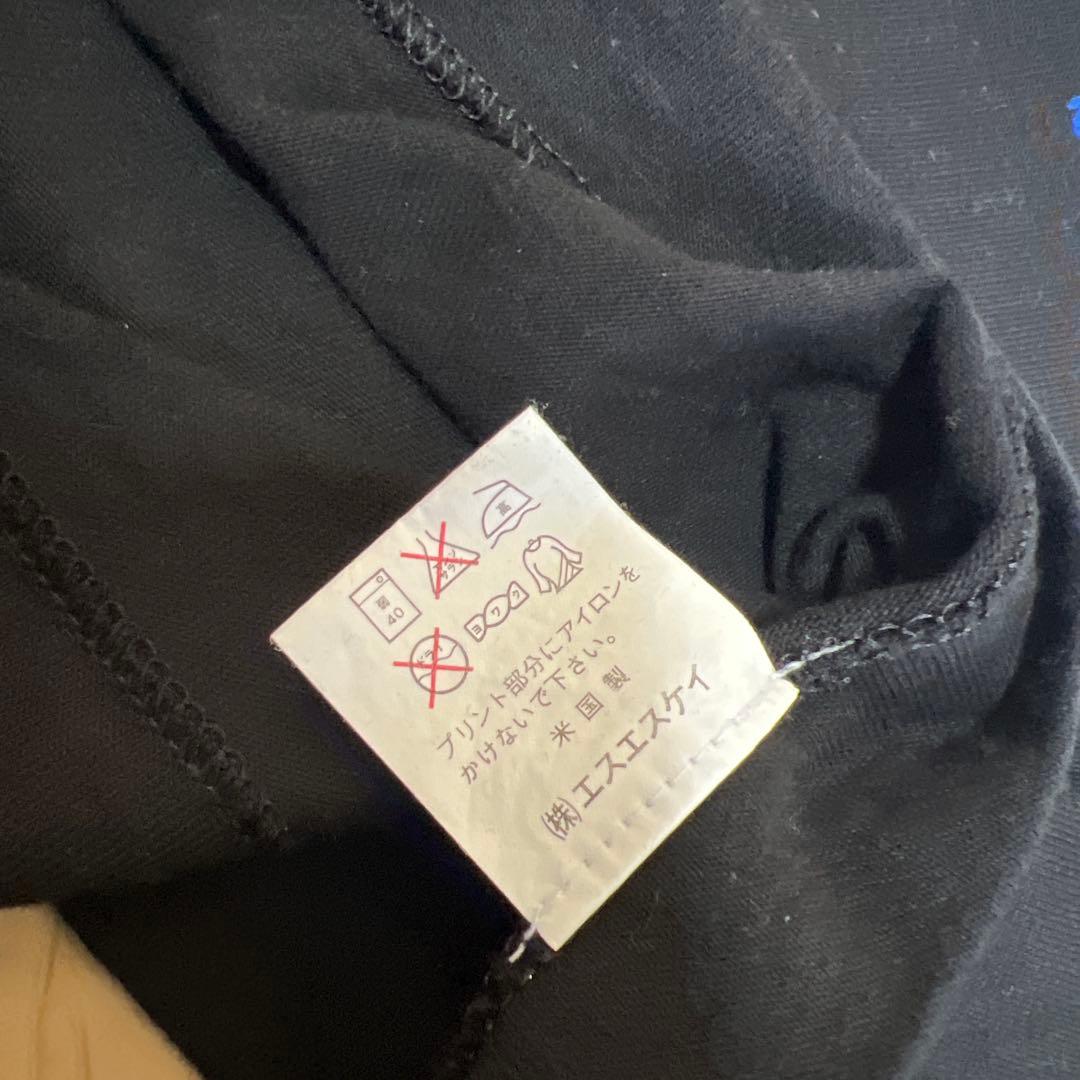 弱
40
エンソ
サラシ
高
ドライ
ヨワク
プリント部分にアイロンを
かけないで下さい。
米国製
(株)エスエスケイ